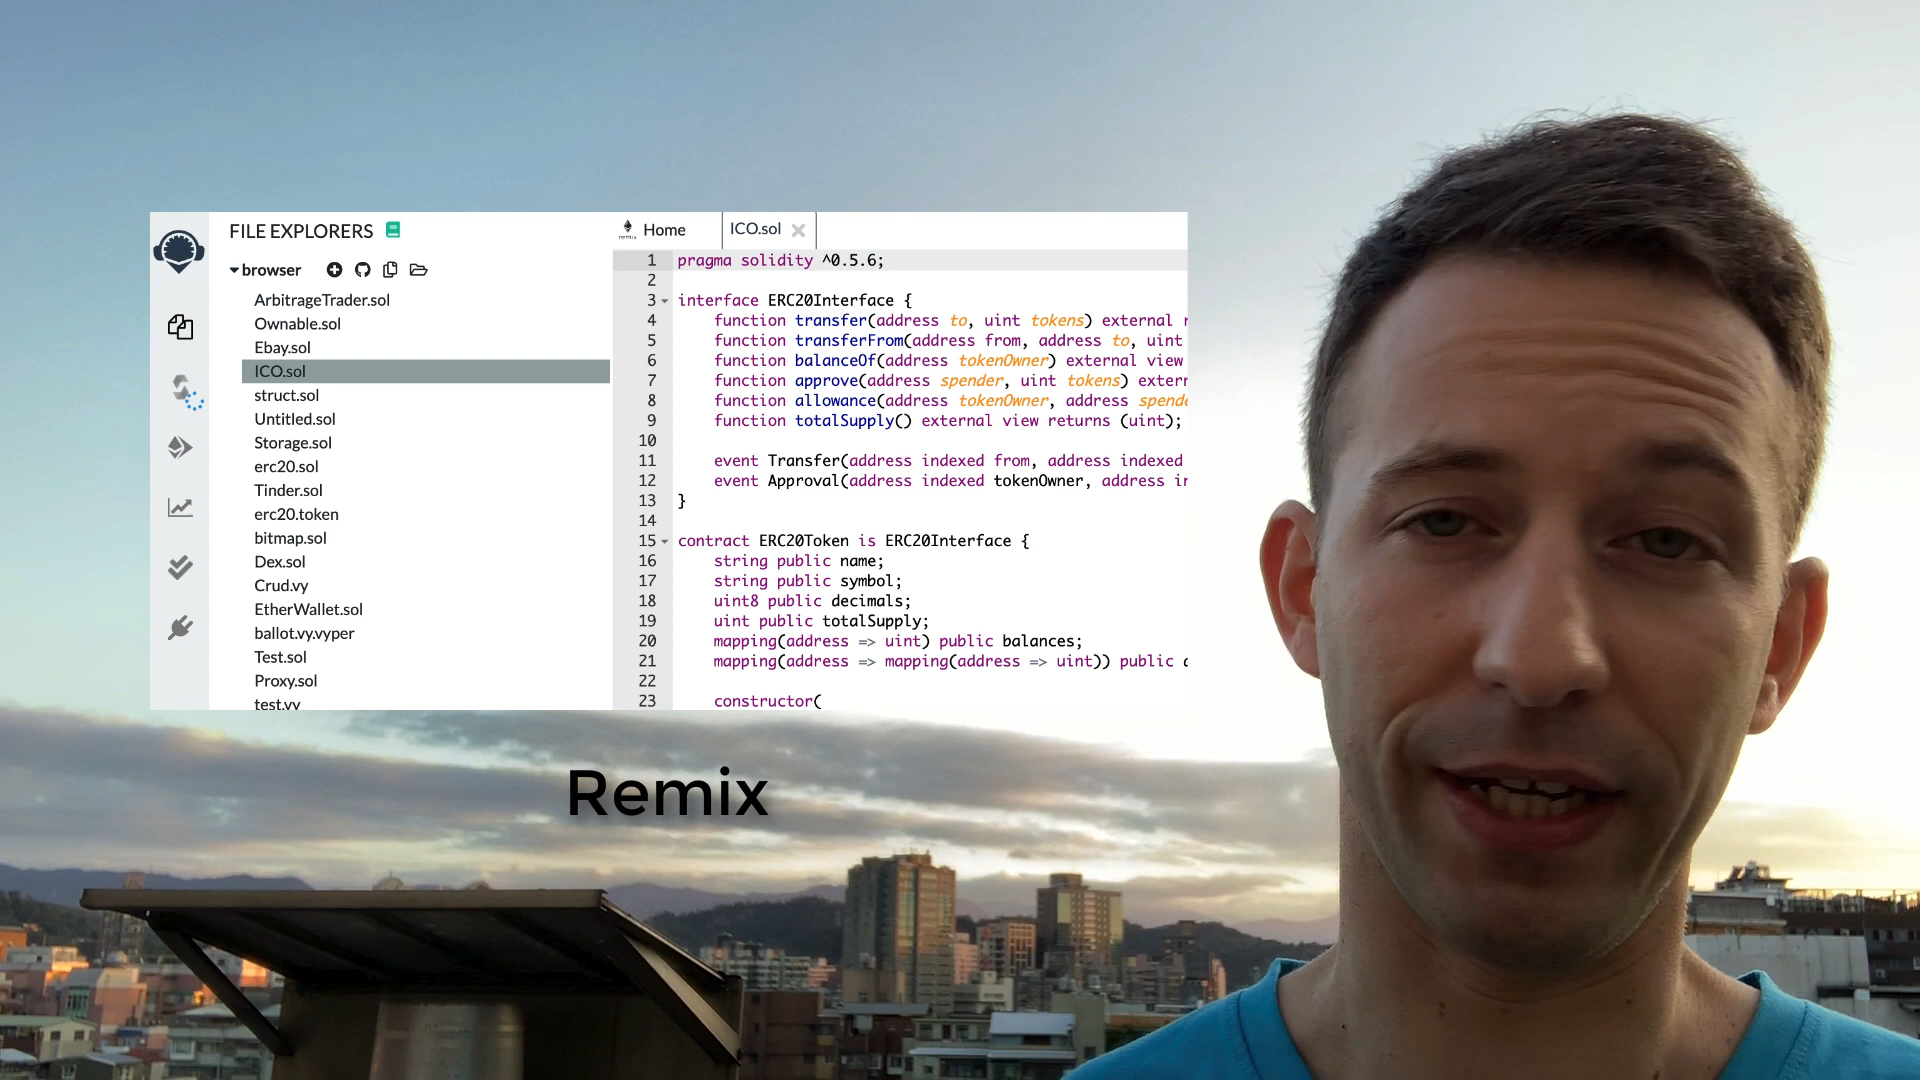 FILE EXPLORERS
browser
ArbitrageTrader.sol
Ownable.sol
Ebay.sol
ICO.sol
struct.sol
Untitled.sol
Storage.sol
erc20.sol
Tinder.sol
erc20.token
bitmap.sol
Dex.sol
Crud.vy
EtherWallet.sol
ballot.vy.vyper
Test.sol
Proxy.sol
test.vy
Home
ICO.sol
1 pragma solidity ^0.5.6;
2
3 interface ERC20Interface {
4 function transfer(address to, uint tokens) external r
5 function transferFrom(address from, address to, uint
6 function balanceOf(address tokenOwner) external view
7 function approve(address spender, uint tokens) extern
8 function allowance(address tokenOwner, address spende
9 function totalSupply() external view returns (uint);
10
11 event Transfer(address indexed from, address indexed
12 event Approval(address indexed tokenOwner, address in
13 }
14
15 contract ERC20Token is ERC20Interface {
16 string public name;
17 string public symbol;
18 uint8 public decimals;
19 uint public totalSupply;
20 mapping(address => uint) public balances;
21 mapping(address => mapping(address => uint)) public
22
23 constructor(
Remix